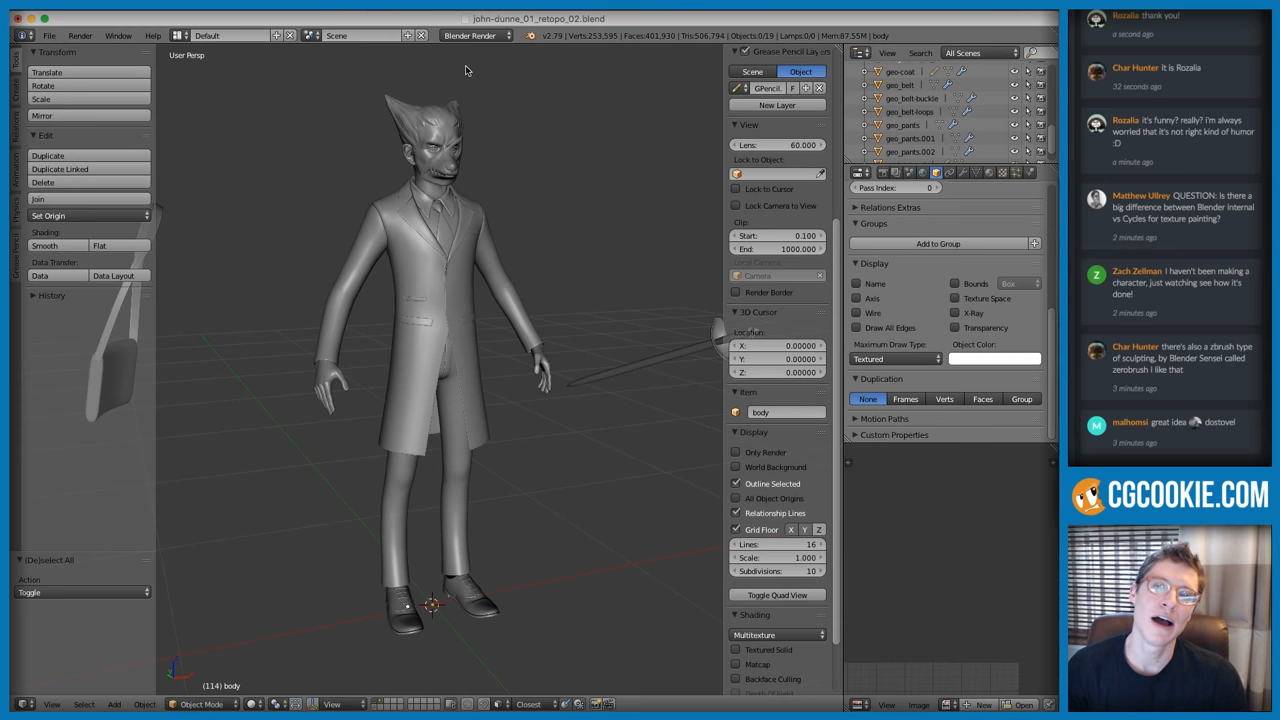 john-dunne_01_retopo_02.blend
File Render Window Help Default Scene Blender Render v2.79 | Verts:253,595 | Faces:401,930 | Tris:506,794 | Objects:0/19 | Lamps:0/0 | Mem:87.55M | body
Tools
Create
Relations
Animation
Physics
Grease Pencil
Transform
Translate
Rotate
Scale
Mirror
Edit
Duplicate
Duplicate Linked
Delete
Join
Set Origin
Shading:
Smooth Flat
Data Transfer:
Data Data Layout
History
(De)select All
Action
Toggle
User Persp
(114) body
View Select Add Object Object Mode View Closest
Grease Pencil Layers
Scene Object
GPencil. F
New Layer
View
Lens: 60.000
Lock to Object:
Lock to Cursor
Lock Camera to View
Clip:
Start: 0.100
End: 1000.000
Local Camera:
Camera
Render Border
3D Cursor
Location:
X: 0.00000
Y: 0.00000
Z: 0.00000
Item
body
Display
Only Render
World Background
Outline Selected
All Object Origins
Relationship Lines
Grid Floor X Y Z
Lines: 16
Scale: 1.000
Subdivisions: 10
Toggle Quad View
Shading
Multitexture
Textured Solid
Matcap
Backface Culling
View Search All Scenes
geo-coat
geo_belt
geo_belt-buckle
geo_belt-loops
geo_pants
geo_pants.001
geo_pants.002
Pass Index: 0
Relations Extras
Groups
Add to Group
Display
Name Bounds Box
Axis Texture Space
Wire X-Ray
Draw All Edges Transparency
Maximum Draw Type: Object Color:
Textured
Duplication
None Frames Verts Faces Group
Motion Paths
Custom Properties
View Image New Open
Rozalia thank you!
a second ago
Char Hunter It is Rozalia
32 seconds ago
Rozalia it's funny? really? i'm always
worried that it's not right kind of humor
:D
a minute ago
Matthew Ullrey QUESTION: Is there a
big difference between Blender Internal
vs Cycles for texture painting?
2 minutes ago
Z
Zach Zellman I haven't been making a
character, just watching see how it's
done!
2 minutes ago
Char Hunter there's also a zbrush type
of sculpting, by Blender Sensei called
zerobrush I like that
3 minutes ago
M
malhomsi great idea dostovel
3 minutes ago
CGCOOKIE.COM